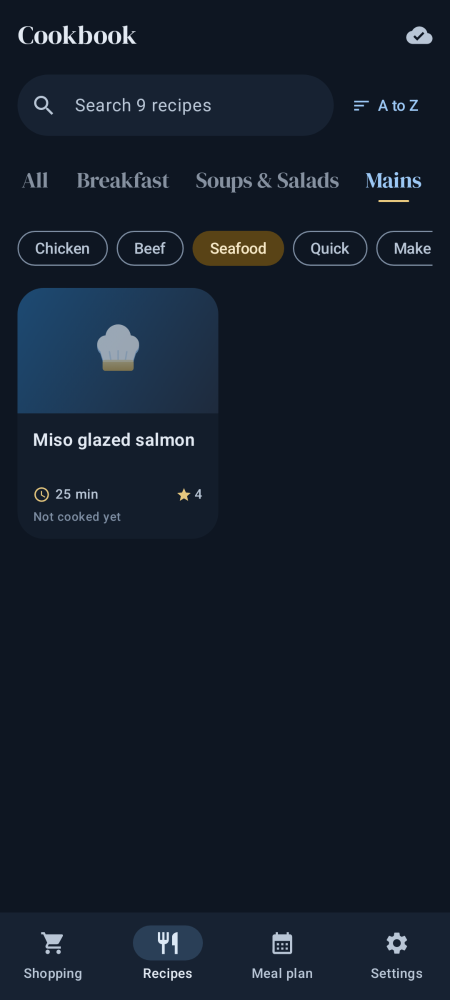 Cookbook
Search 9 recipes
A to Z
All Breakfast Soups & Salads Mains
Chicken Beef Seafood Quick Make
Miso glazed salmon
25 min 4
Not cooked yet
Shopping Recipes Meal plan Settings